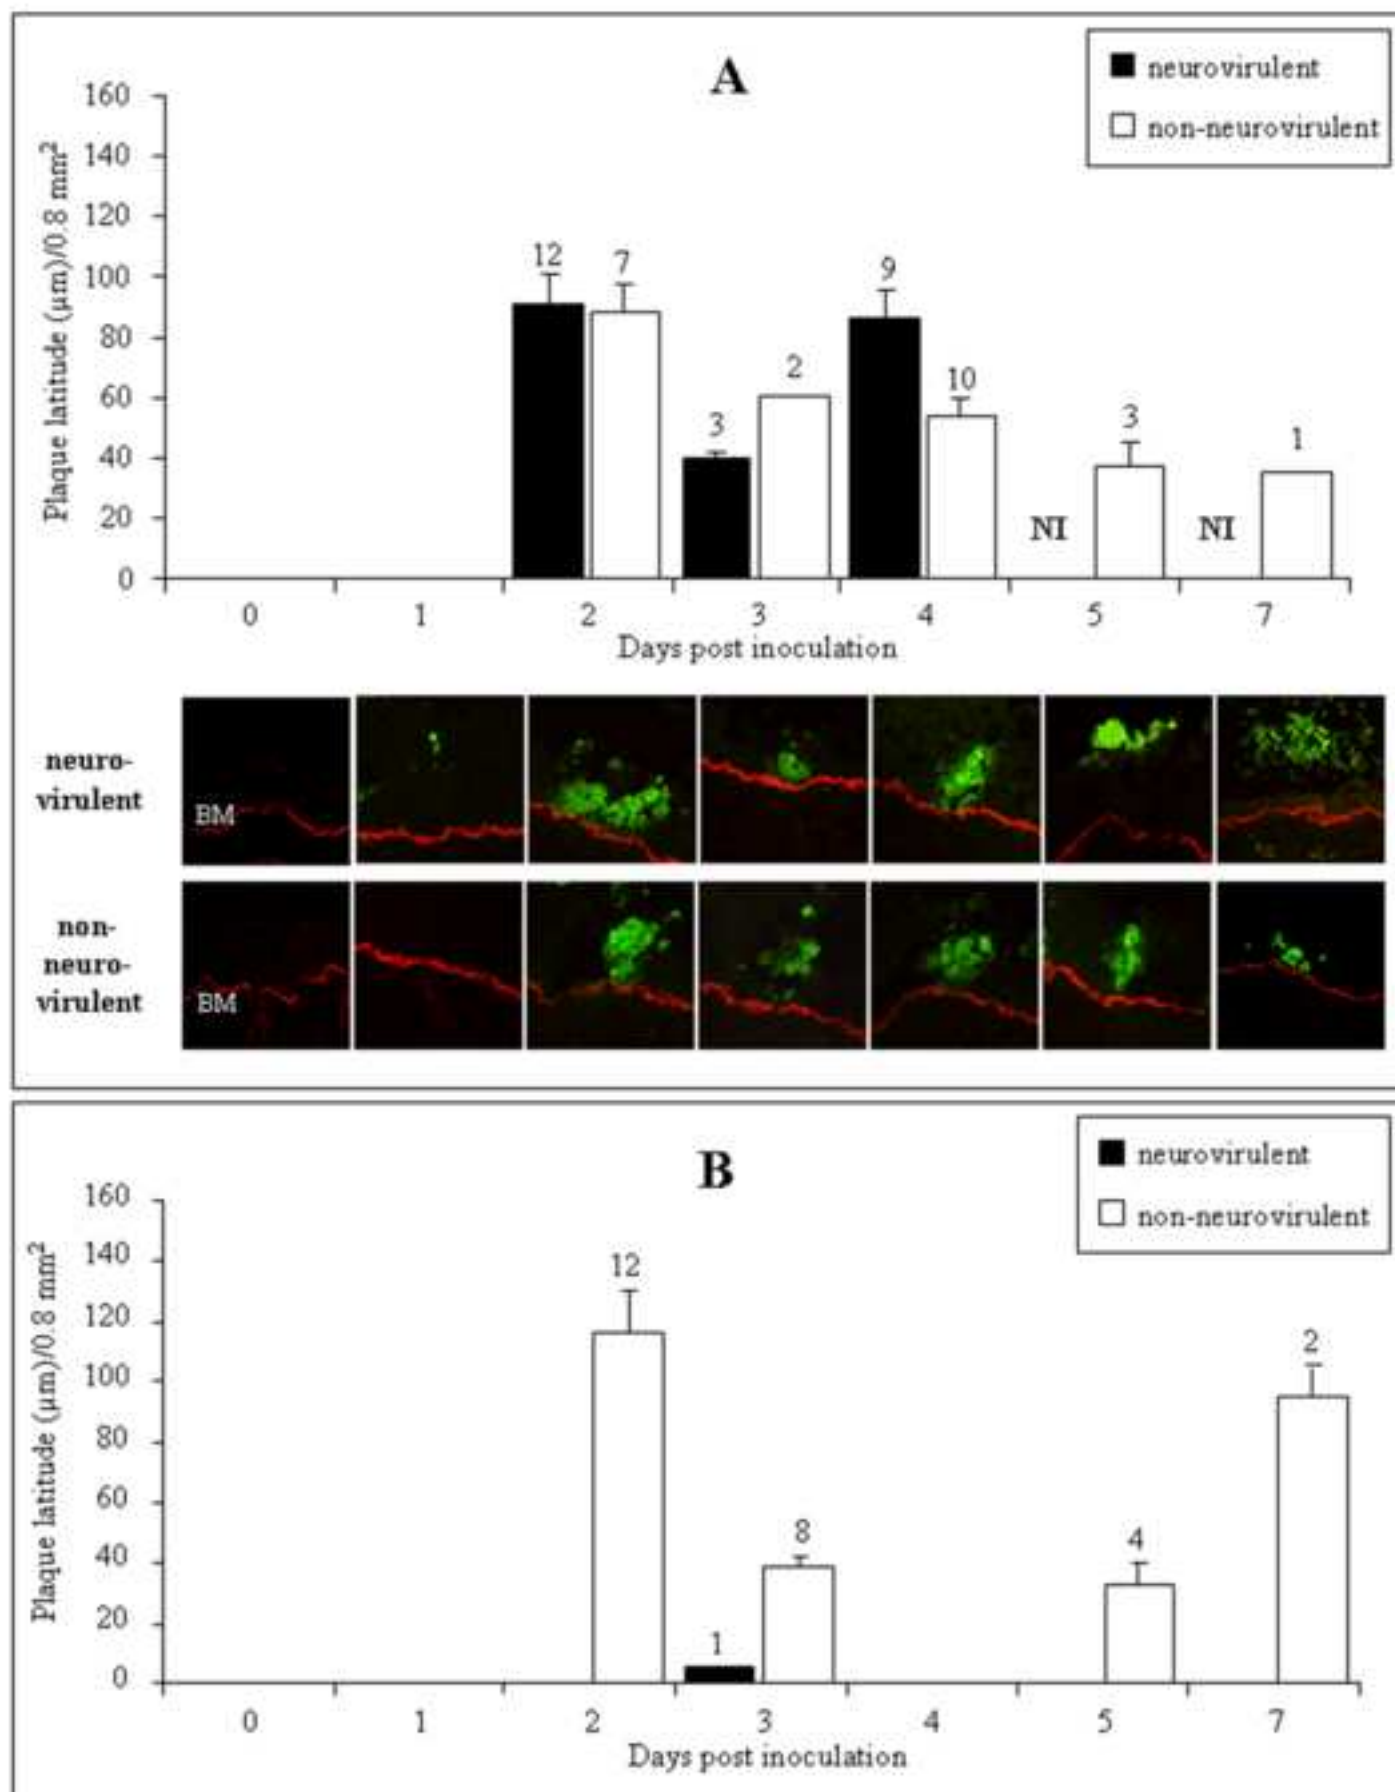 A
neurovirulent
non-neurovirulent
Plaque latitude (µm)/0.8 mm²
160
140
120
100
80
60
40
20
0
12
7
3
2
9
10
NI
3
NI
1
0 1 2 3 4 5 7
Days post inoculation
neuro-
virulent
BM
non-
neuro-
virulent
BM
B
neurovirulent
non-neurovirulent
Plaque latitude (µm)/0.8 mm²
160
140
120
100
80
60
40
20
0
12
1
8
4
2
0 1 2 3 4 5 7
Days post inoculation